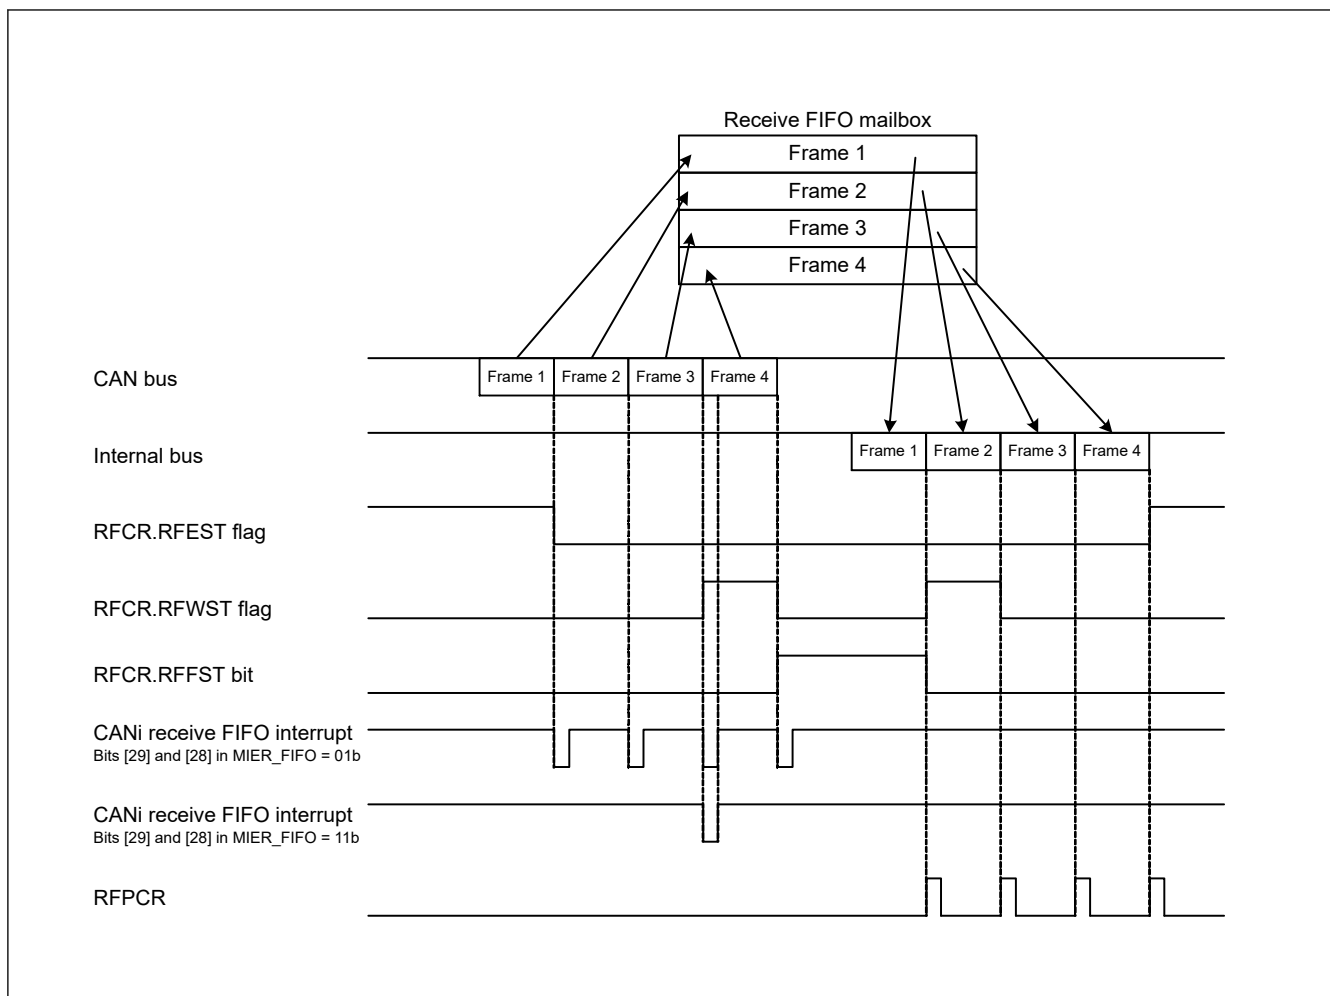 Receive FIFO mailbox
Frame 1
Frame 2
Frame 3
Frame 4
CAN bus
Frame 1 Frame 2 Frame 3 Frame 4
Internal bus
Frame 1 Frame 2 Frame 3 Frame 4
RFCR.RFEST flag
RFCR.RFWST flag
RFCR.RFFST bit
CANi receive FIFO interrupt
Bits [29] and [28] in MIER_FIFO = 01b
CANi receive FIFO interrupt
Bits [29] and [28] in MIER_FIFO = 11b
RFPCR